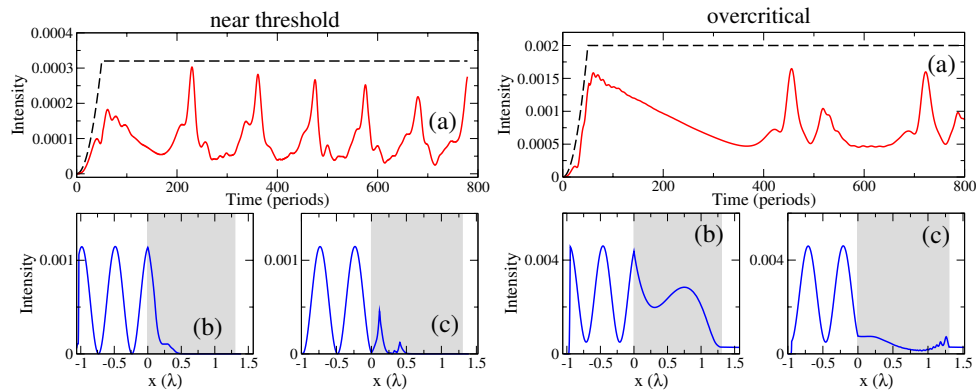 near threshold
0.0004
0.0003
0.0002
0.0001
0
Intensity
(a)
0 200 400 600 800
Time (periods)
0.001
0
Intensity
(b)
-1 -0.5 0 0.5 1 1.5
x (λ)
0.001
0
(c)
-1 -0.5 0 0.5 1 1.5
x (λ)
overcritical
0.002
0.0015
0.001
0.0005
0
Intensity
(a)
0 200 400 600 800
Time (periods)
0.004
0
Intensity
(b)
-1 -0.5 0 0.5 1 1.5
x (λ)
0.004
0
(c)
-1 -0.5 0 0.5 1 1.5
x (λ)